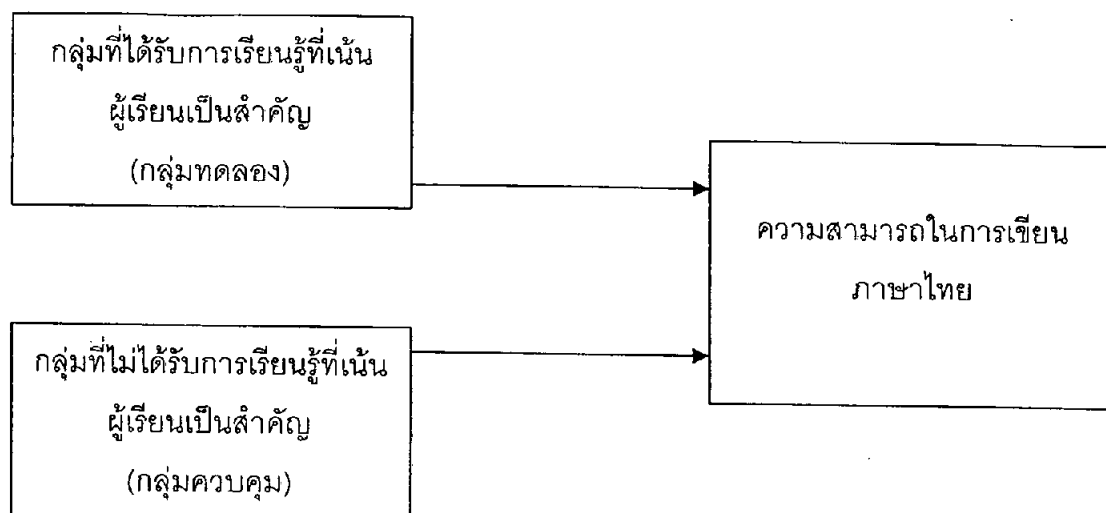 กลุ่มที่ได้รับการเรียนรู้ที่เน้น
ผู้เรียนเป็นสำคัญ
(กลุ่มทดลอง)
ความสามารถในการเขียน
ภาษาไทย
กลุ่มที่ไม่ได้รับการเรียนรู้ที่เน้น
ผู้เรียนเป็นสำคัญ
(กลุ่มควบคุม)